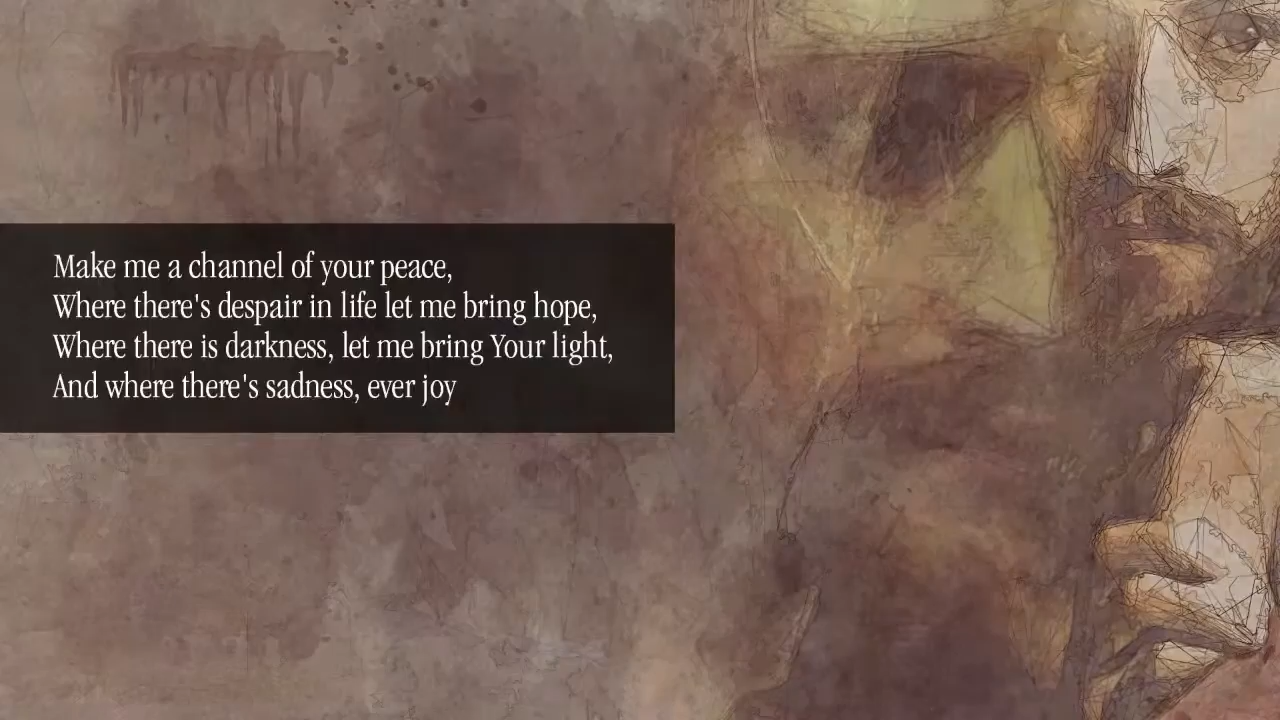 Make me a channel of your peace,
Where there's despair in life let me bring hope,
Where there is darkness, let me bring Your light,
And where there's sadness, ever joy